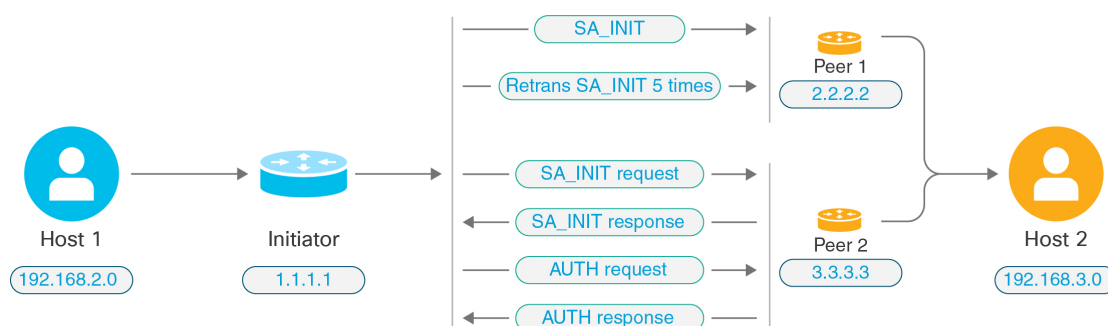 SA_INIT
Retrans SA_INIT 5 times
Peer 1
2.2.2.2
SA_INIT request
SA_INIT response
AUTH request
AUTH response
Host 1
192.168.2.0
Initiator
1.1.1.1
Peer 2
3.3.3.3
Host 2
192.168.3.0